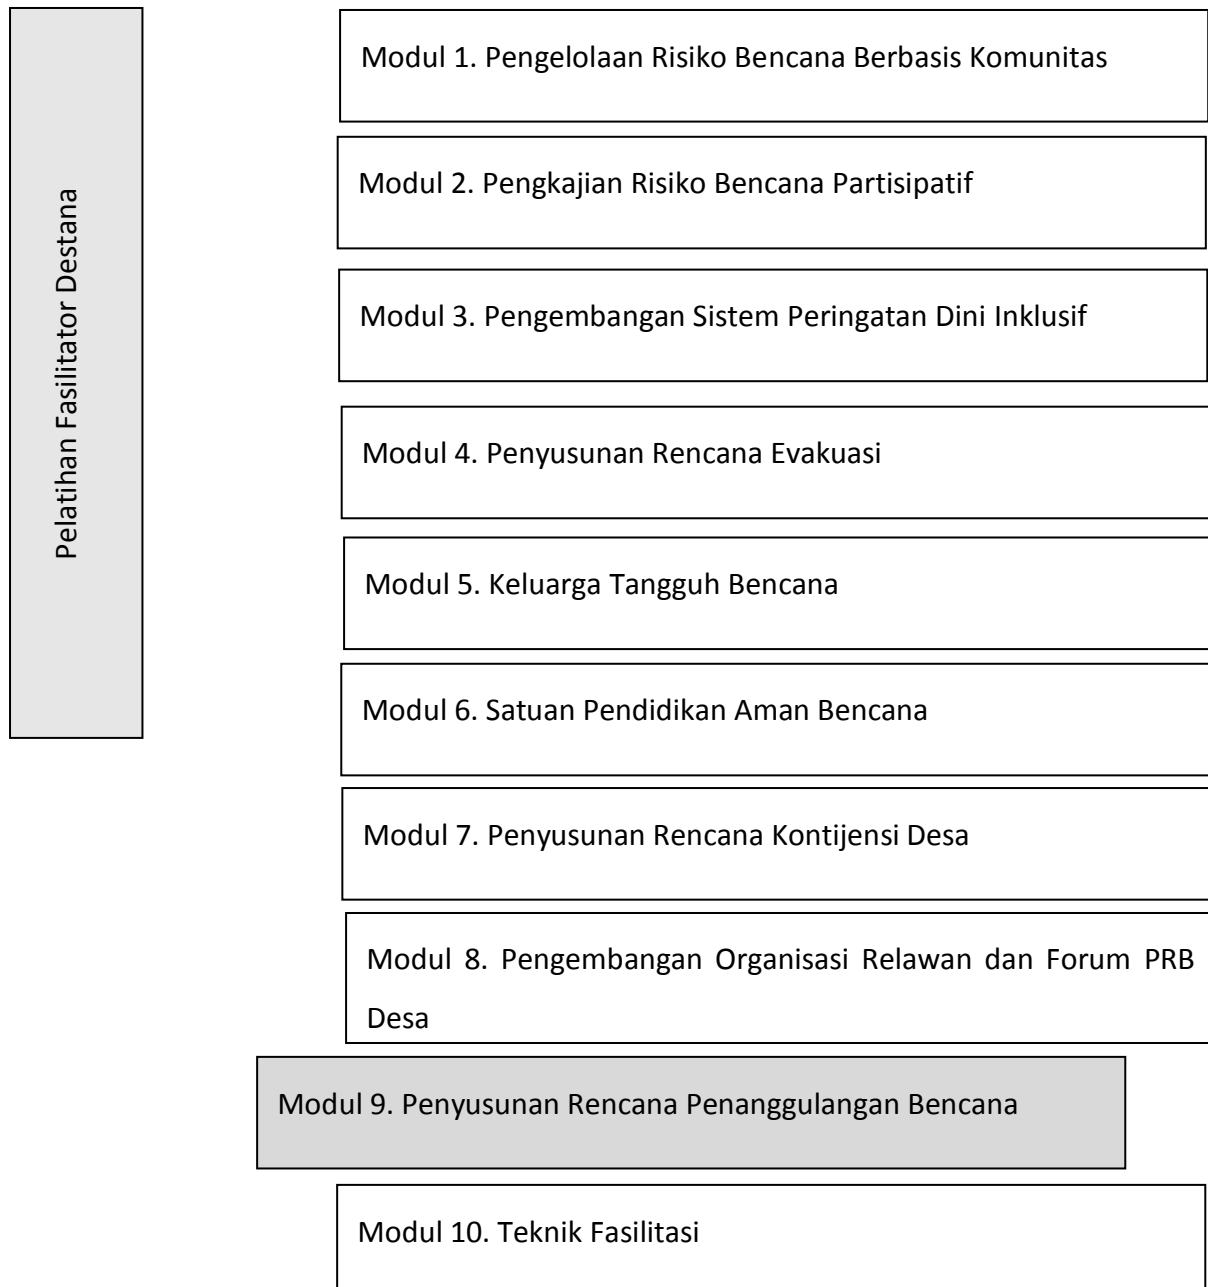 Pelatihan Fasilitator Destana
Modul 1. Pengelolaan Risiko Bencana Berbasis Komunitas
Modul 2. Pengkajian Risiko Bencana Partisipatif
Modul 3. Pengembangan Sistem Peringatan Dini Inklusif
Modul 4. Penyusunan Rencana Evakuasi
Modul 5. Keluarga Tangguh Bencana
Modul 6. Satuan Pendidikan Aman Bencana
Modul 7. Penyusunan Rencana Kontijensi Desa
Modul 8. Pengembangan Organisasi Relawan dan Forum PRB
Desa
Modul 9. Penyusunan Rencana Penanggulangan Bencana
Modul 10. Teknik Fasilitasi